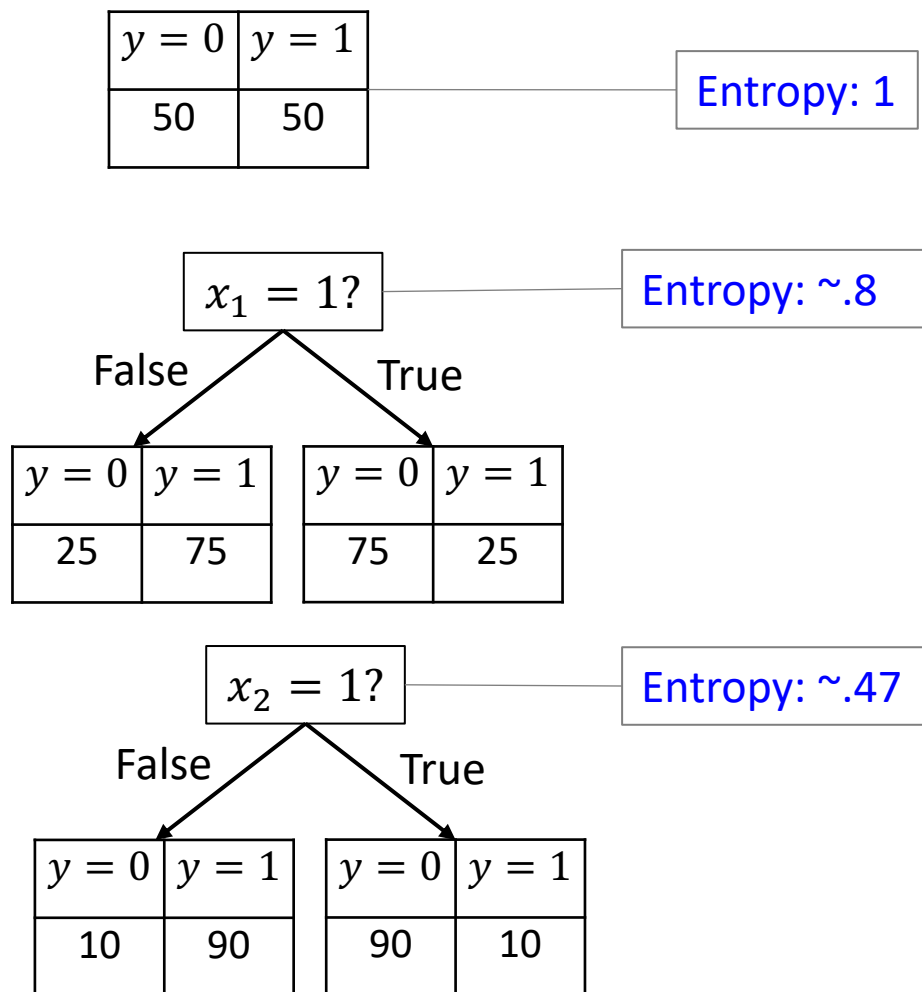 y = 0 y = 1
50 50
Entropy: 1
x₁ = 1?
Entropy: ~.8
False True
y = 0 y = 1 y = 0 y = 1
25 75 75 25
x₂ = 1?
Entropy: ~.47
False True
y = 0 y = 1 y = 0 y = 1
10 90 90 10